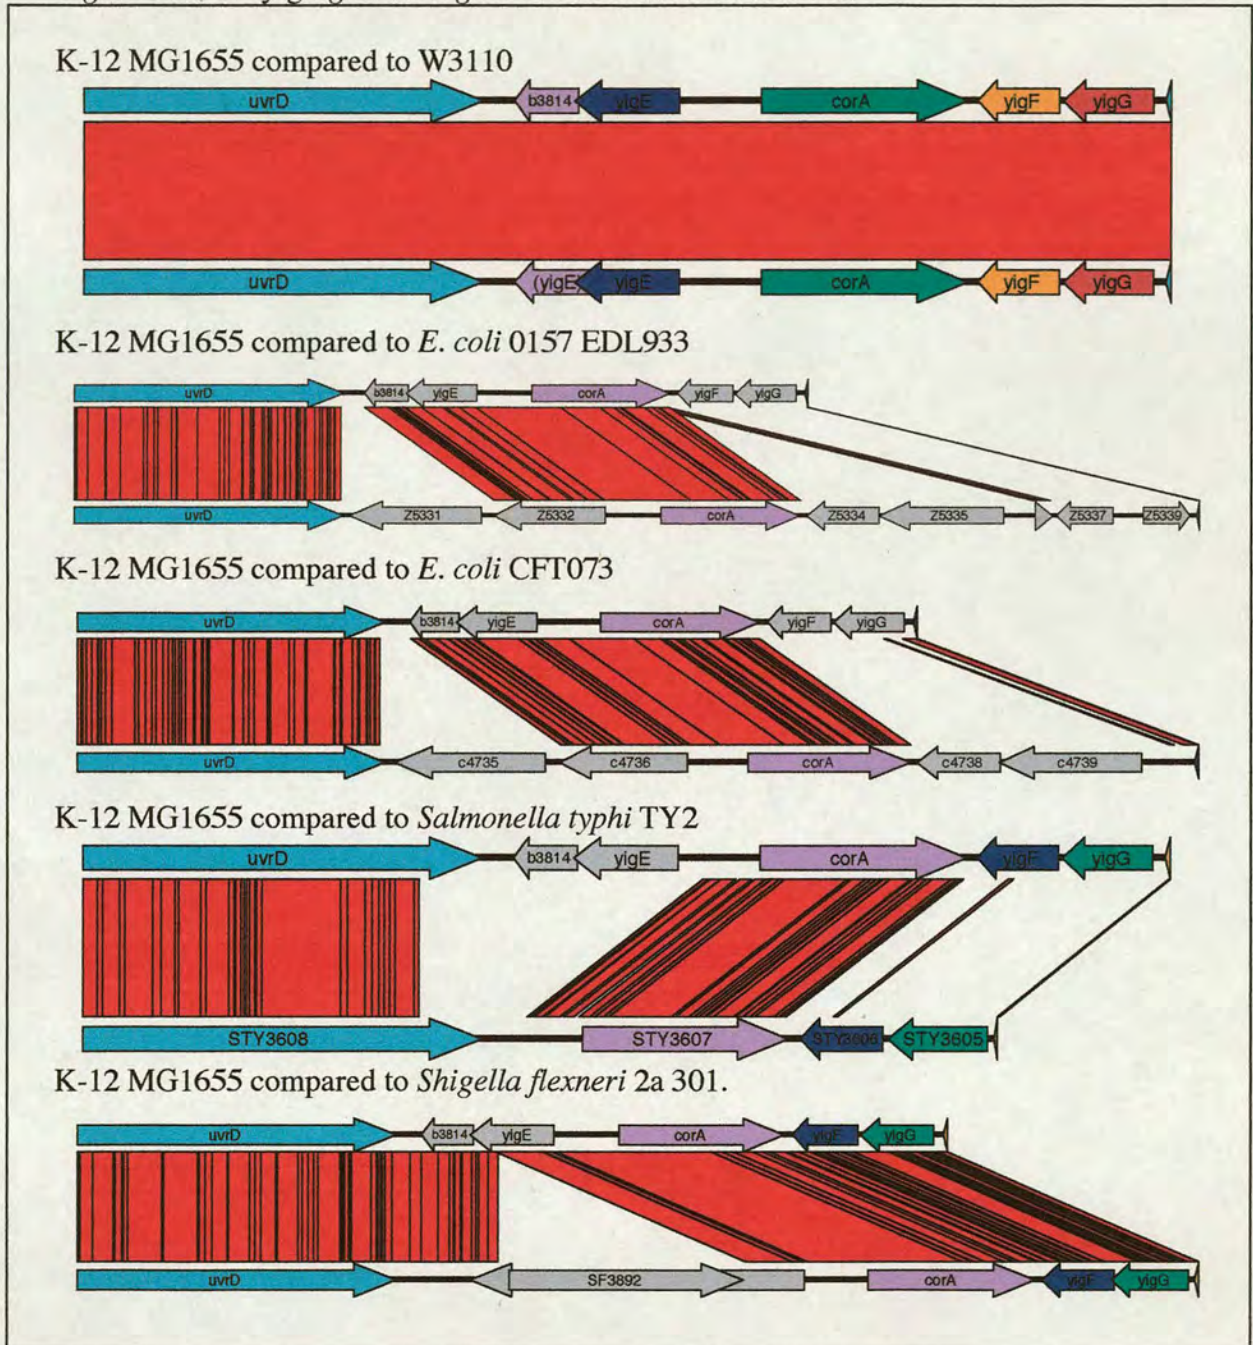 K-12 MG1655 compared to W3110
uvrD b3814 yigE corA yigF yigG
uvrD (yigE) yigE corA yigF yigG
K-12 MG1655 compared to E. coli 0157 EDL933
uvrD b3814 yigE corA yigF yigG
uvrD Z5331 Z5332 corA Z5334 Z5335 Z5337 Z5339
K-12 MG1655 compared to E. coli CFT073
uvrD b3814 yigE corA yigF yigG
uvrD c4735 c4736 corA c4738 c4739
K-12 MG1655 compared to Salmonella typhi TY2
uvrD b3814 yigE corA yigF yigG
STY3608 STY3607 STY3606 STY3605
K-12 MG1655 compared to Shigella flexneri 2a 301.
uvrD b3814 yigE corA yigF yigG
uvrD SF3892 corA yigF yigG